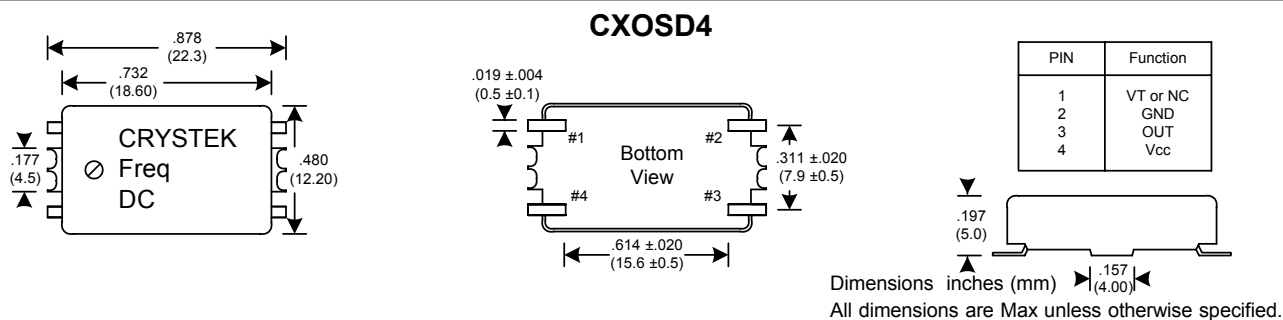 CXOSD4
.878
(22.3)
.732
(18.60)
CRYSTEK
Freq
DC
.177
(4.5)
.480
(12.20)
.019 ±.004
(0.5 ±0.1)
#1
#2
Bottom
View
#4
#3
.311 ±.020
(7.9 ±0.5)
.614 ±.020
(15.6 ±0.5)
PIN Function
1 VT or NC
2 GND
3 OUT
4 Vcc
.197
(5.0)
.157
(4.00)
Dimensions inches (mm)
All dimensions are Max unless otherwise specified.